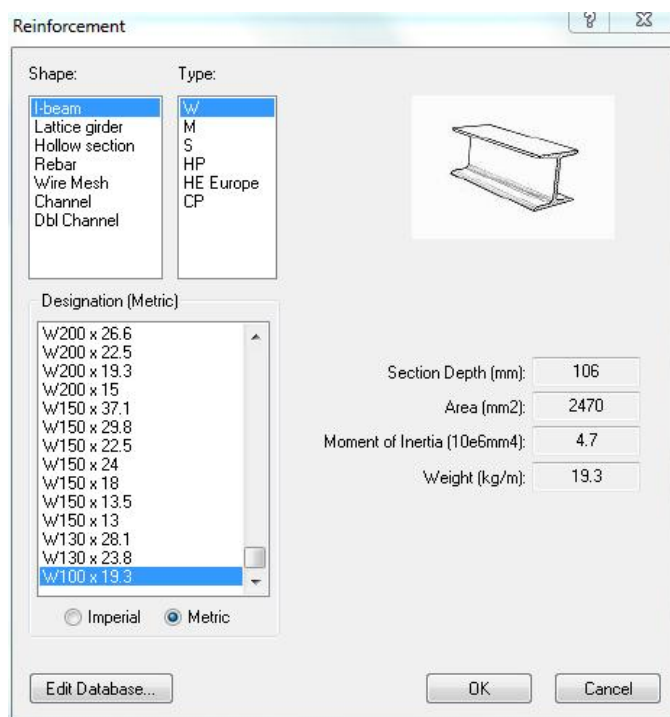 Reinforcement
Shape:
I-beam
Lattice girder
Hollow section
Rebar
Wire Mesh
Channel
Dbl Channel
Type:
W
M
S
HP
HE Europe
CP
Designation (Metric)
W200 x 26.6
W200 x 22.5
W200 x 19.3
W200 x 15
W150 x 37.1
W150 x 29.8
W150 x 22.5
W150 x 24
W150 x 18
W150 x 13.5
W150 x 13
W130 x 28.1
W130 x 23.8
W100 x 19.3
Imperial
Metric
Section Depth (mm): 106
Area (mm2): 2470
Moment of Inertia (10e6mm4): 4.7
Weight (kg/m): 19.3
Edit Database...
OK
Cancel